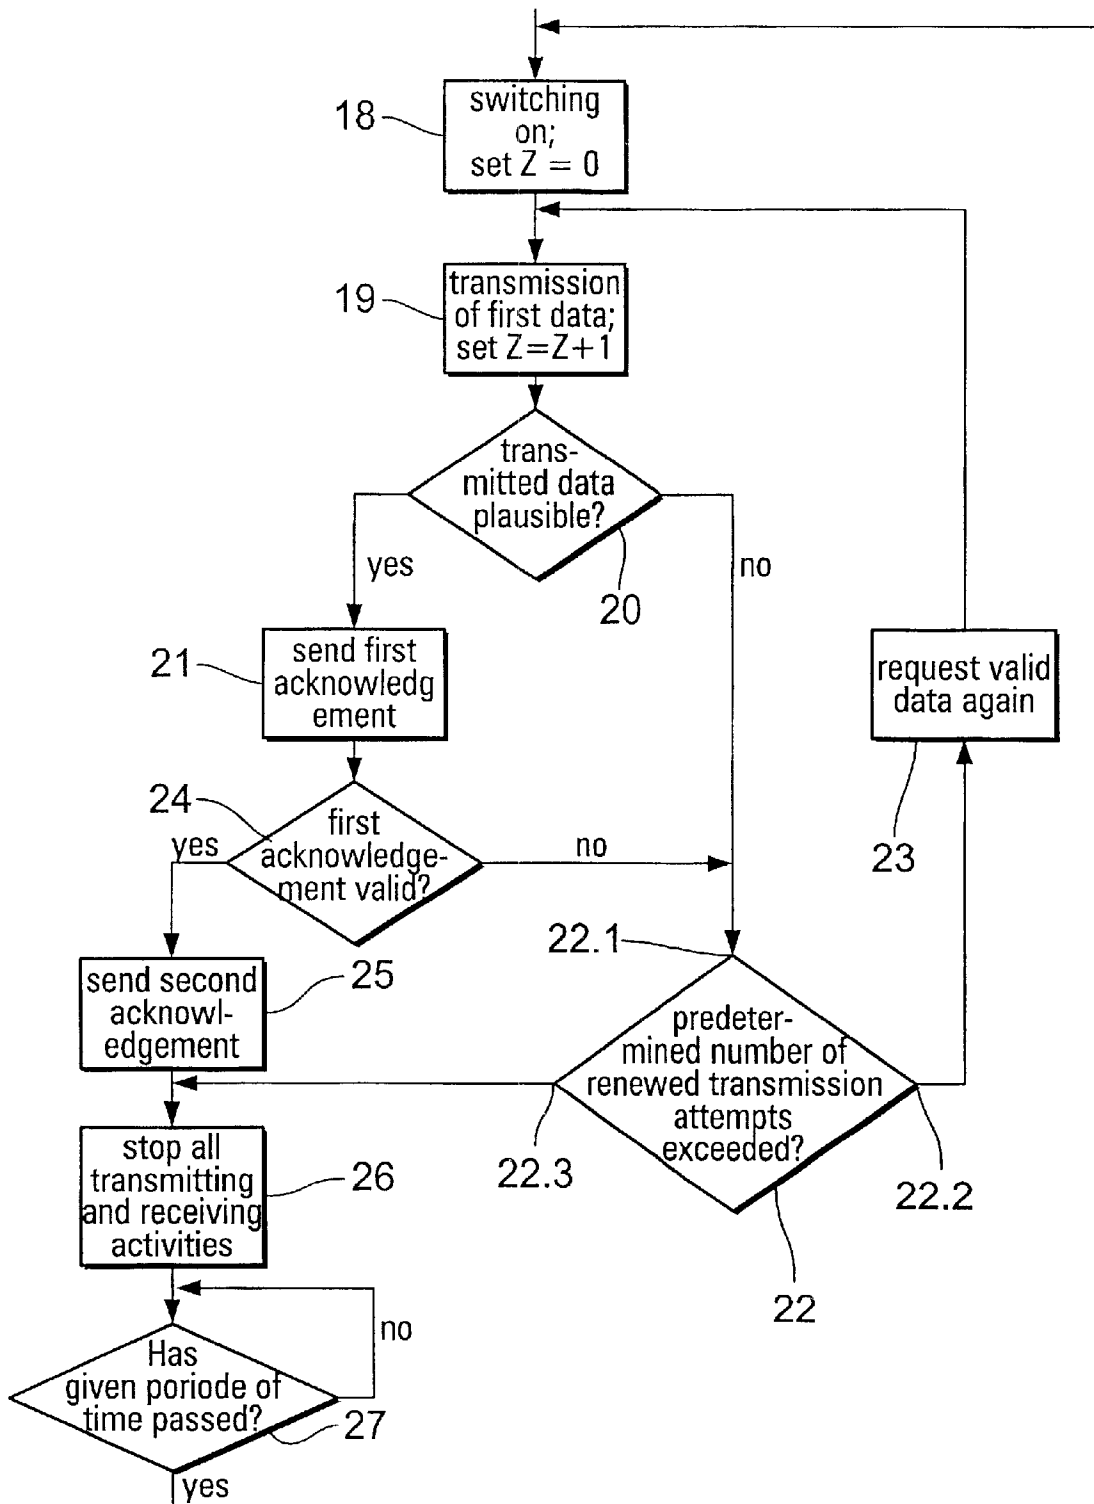 18
switching
on;
set Z = 0
19
transmission
of first data;
set Z=Z+1
trans-
mitted data
plausible?
yes
no
20
21
send first
acknowledg
ement
request valid
data again
23
24
yes
first
acknowledge-
ment valid?
no
22.1
send second
acknowl-
edgement
25
predeter-
mined number of
renewed transmission
attempts
exceeded?
22.3
22.2
22
stop all
transmitting
and receiving
activities
26
no
Has
given poriode of
time passed?
27
yes